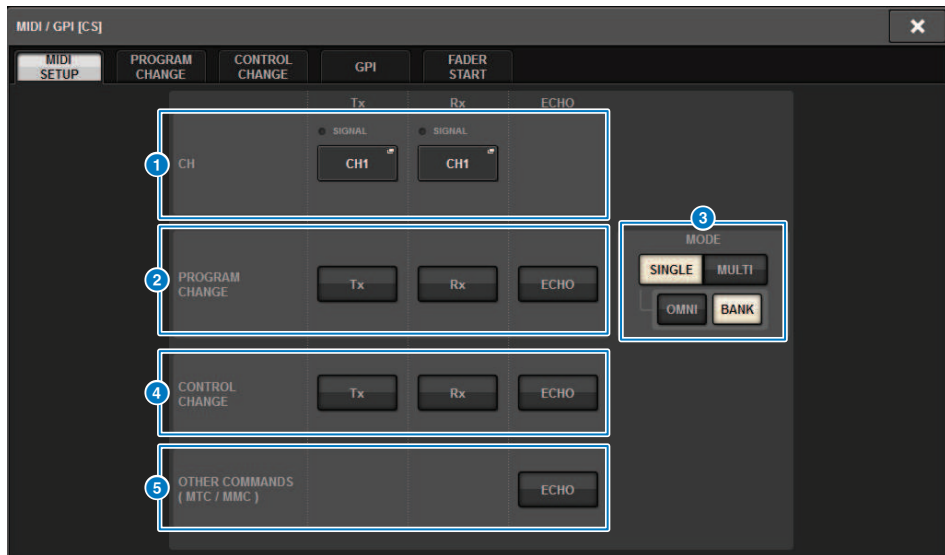 MIDI / GPI [CS]
MIDI SETUP
PROGRAM CHANGE
CONTROL CHANGE
GPI
FADER START
Tx Rx ECHO
1
SIGNAL SIGNAL
CH CH1 CH1
3
MODE
SINGLE MULTI
OMNI BANK
2
PROGRAM CHANGE Tx Rx ECHO
4
CONTROL CHANGE Tx Rx ECHO
5
OTHER COMMANDS
( MTC / MMC ) ECHO